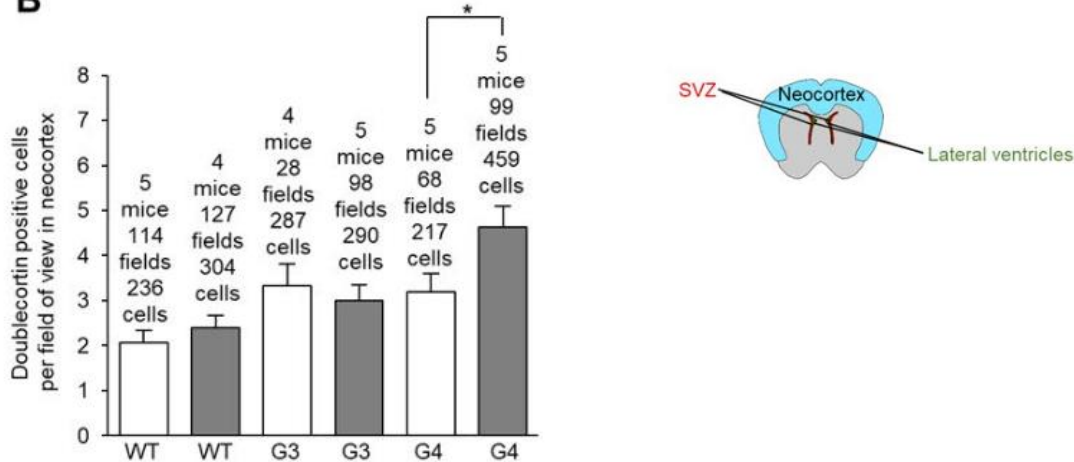 B
*
Doublecortin positive cells
per field of view in neocortex
8
7
6
5
4
3
2
1
0
5
mice
114
fields
236
cells
4
mice
127
fields
304
cells
4
mice
28
fields
287
cells
5
mice
98
fields
290
cells
5
mice
68
fields
217
cells
5
mice
99
fields
459
cells
WT
WT
G3
G3
G4
G4
SVZ
Neocortex
Lateral ventricles